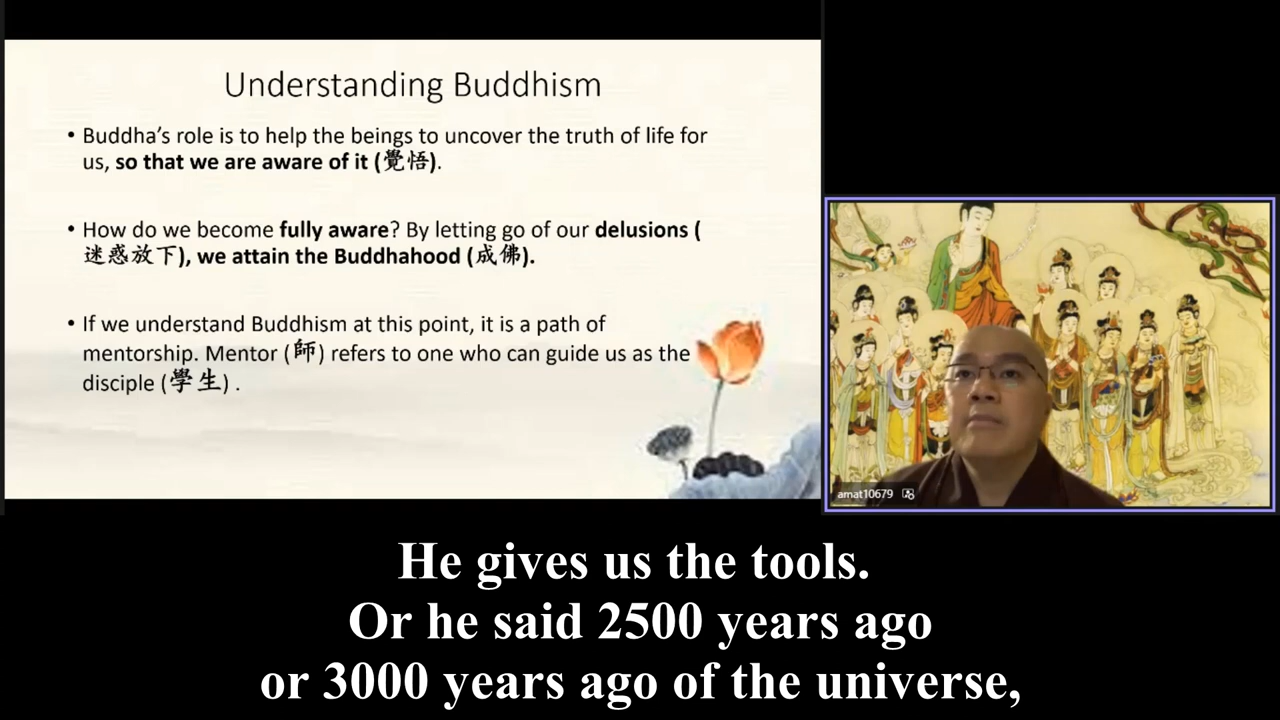 Understanding Buddhism
• Buddha's role is to help the beings to uncover the truth of life for
us, so that we are aware of it (覺悟).
• How do we become fully aware? By letting go of our delusions (
迷惑放下), we attain the Buddhahood (成佛).
• If we understand Buddhism at this point, it is a path of
mentorship. Mentor (師) refers to one who can guide us as the
disciple (學生) .
amat10679
He gives us the tools.
Or he said 2500 years ago
or 3000 years ago of the universe,